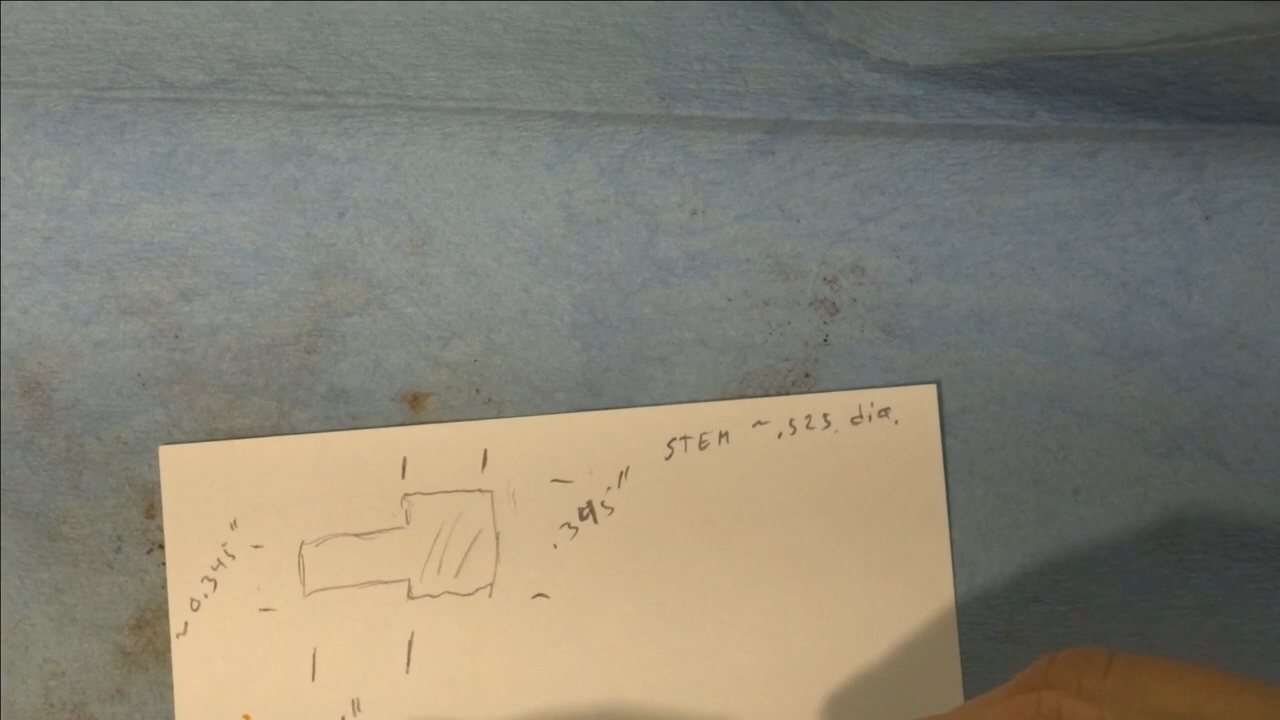 STEM ~ .525 dia.
.395"
~ 0.345"
"